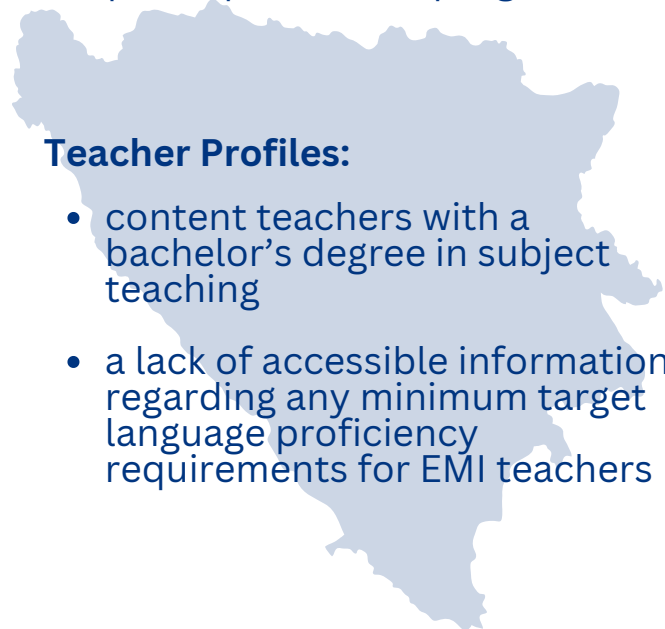 Teacher Profiles:
• content teachers with a
bachelor's degree in subject
teaching
• a lack of accessible information
regarding any minimum target
language proficiency
requirements for EMI teachers